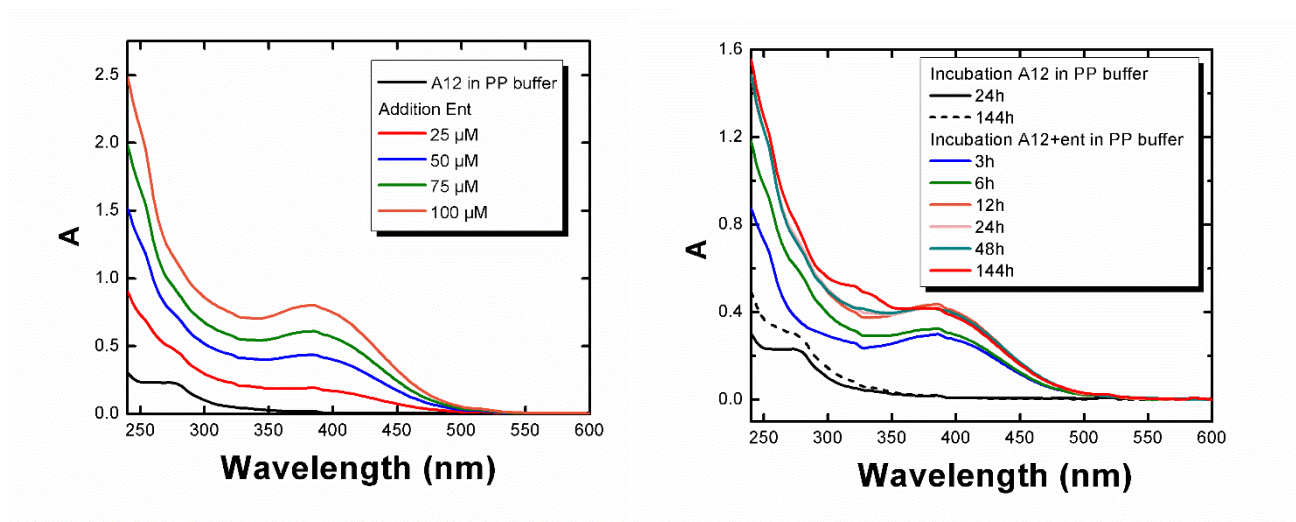 2.5
2.0
1.5
1.0
0.5
0.0
A
A12 in PP buffer
Addition Ent
25 µM
50 µM
75 µM
100 µM
250 300 350 400 450 500 550 600
Wavelength (nm)
1.6
1.2
0.8
0.4
0.0
A
Incubation A12 in PP buffer
24h
144h
Incubation A12+ent in PP buffer
3h
6h
12h
24h
48h
144h
250 300 350 400 450 500 550 600
Wavelength (nm)